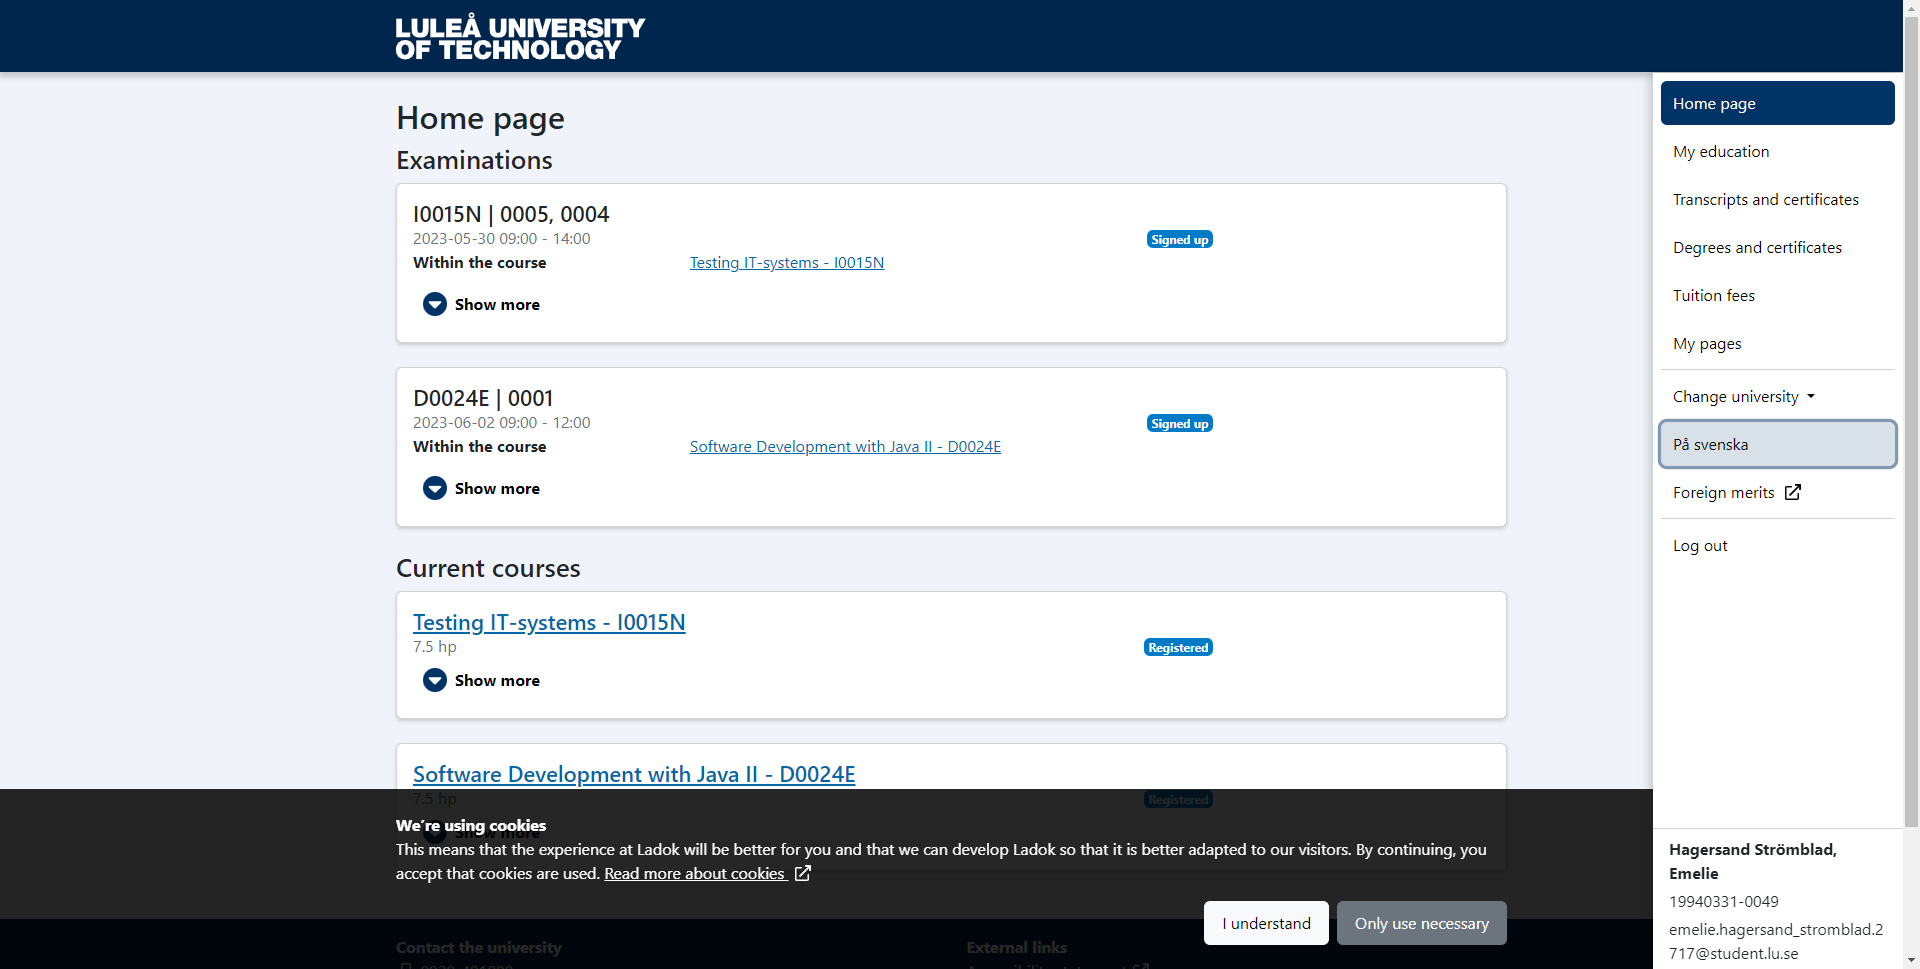 LULEÅ UNIVERSITY
OF TECHNOLOGY
Home page
Examinations
I0015N | 0005, 0004
2023-05-30 09:00 - 14:00
Signed up
Within the course
Testing IT-systems - I0015N
Show more
D0024E | 0001
2023-06-02 09:00 - 12:00
Signed up
Within the course
Software Development with Java II - D0024E
Show more
Current courses
Testing IT-systems - I0015N
7.5 hp
Registered
Show more
Software Development with Java II - D0024E
7.5 hp
Registered
Show more
We're using cookies
This means that the experience at Ladok will be better for you and that we can develop Ladok so that it is better adapted to our visitors. By continuing, you
accept that cookies are used. Read more about cookies
I understand
Only use necessary
Contact the university
External links
Home page
My education
Transcripts and certificates
Degrees and certificates
Tuition fees
My pages
Change university
På svenska
Foreign merits
Log out
Hagersand Strömblad,
Emelie
19940331-0049
emelie.hagersand_stromblad.2
717@student.lu.se